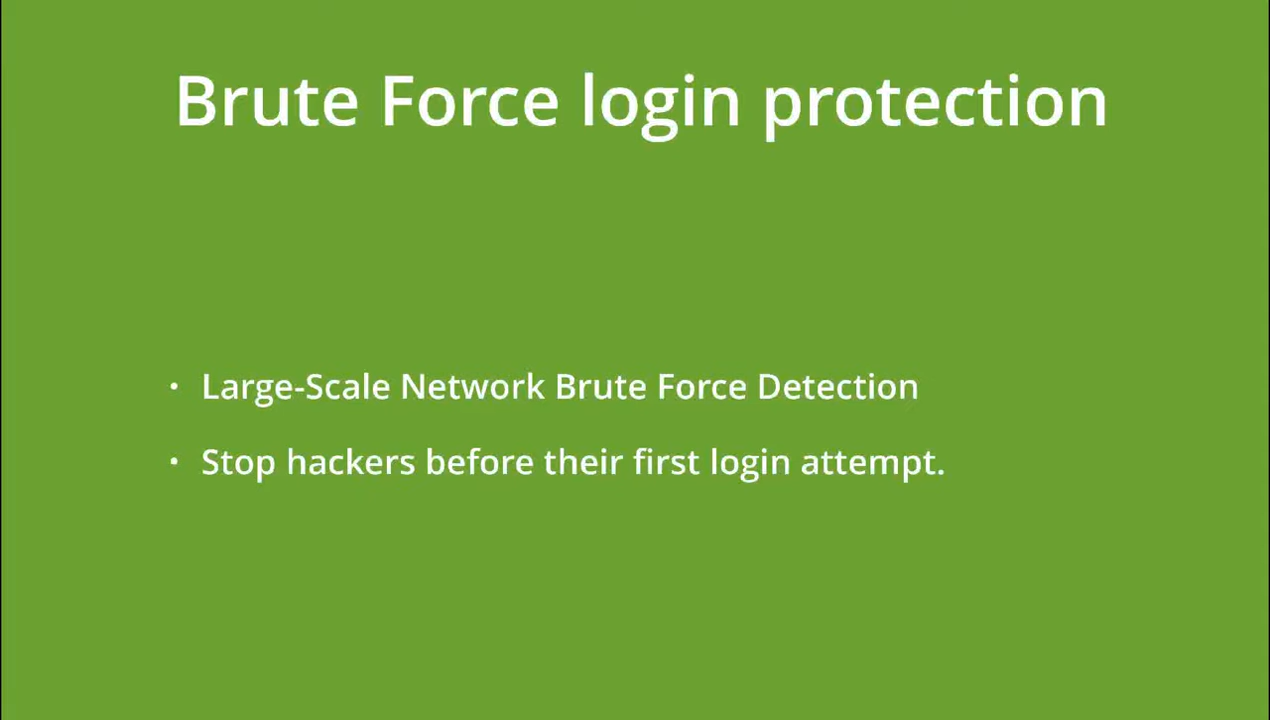 Brute Force login protection
• Large-Scale Network Brute Force Detection
• Stop hackers before their first login attempt.